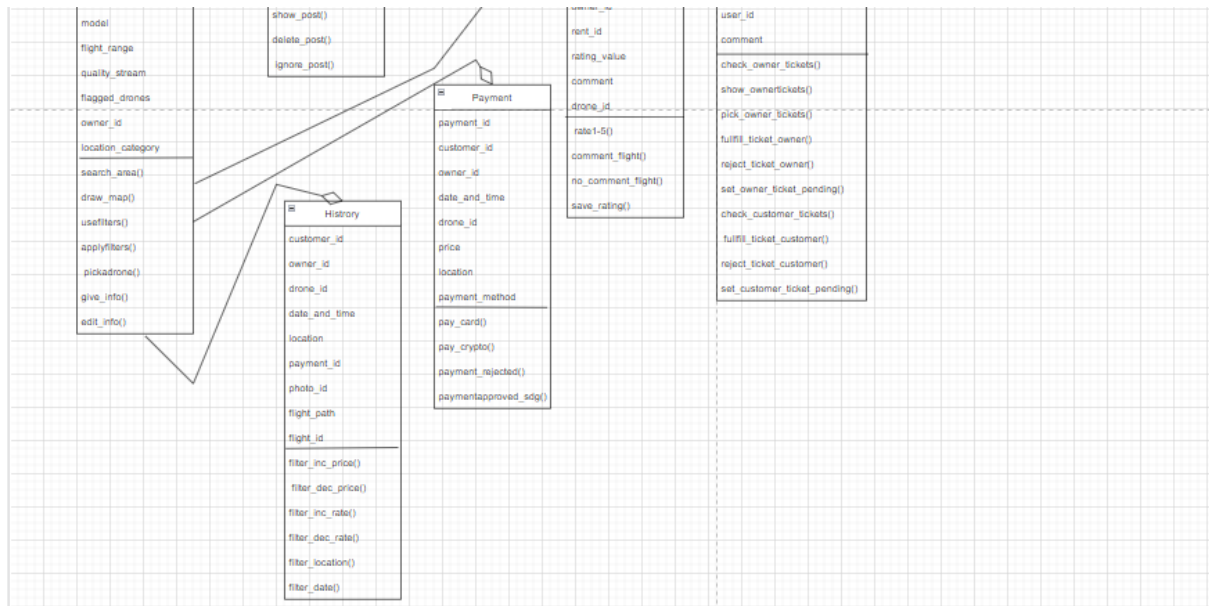 model
flight_range
quality_stream
flagged_drones
owner_id
location_category
search_area()
draw_map()
usefilters()
applyfilters()
pickadrone()
give_info()
edit_info()
show_post()
delete_post()
ignore_post()
Histrory
customer_id
owner_id
drone_id
date_and_time
location
payment_id
photo_id
flight_path
flight_id
filter_inc_price()
filter_dec_price()
filter_inc_rate()
filter_dec_rate()
filter_location()
filter_date()
Payment
payment_id
customer_id
owner_id
date_and_time
drone_id
price
location
payment_method
pay_card()
pay_crypto()
payment_rejected()
paymentapproved_sdg()
owner_id
rent_id
rating_value
comment
drone_id
rate1-5()
comment_flight()
no_comment_flight()
save_rating()
user_id
comment
check_owner_tickets()
show_ownertickets()
pick_owner_tickets()
fullfill_ticket_owner()
reject_ticket_owner()
set_owner_ticket_pending()
check_customer_tickets()
fullfill_ticket_customer()
reject_ticket_customer()
set_customer_ticket_pending()